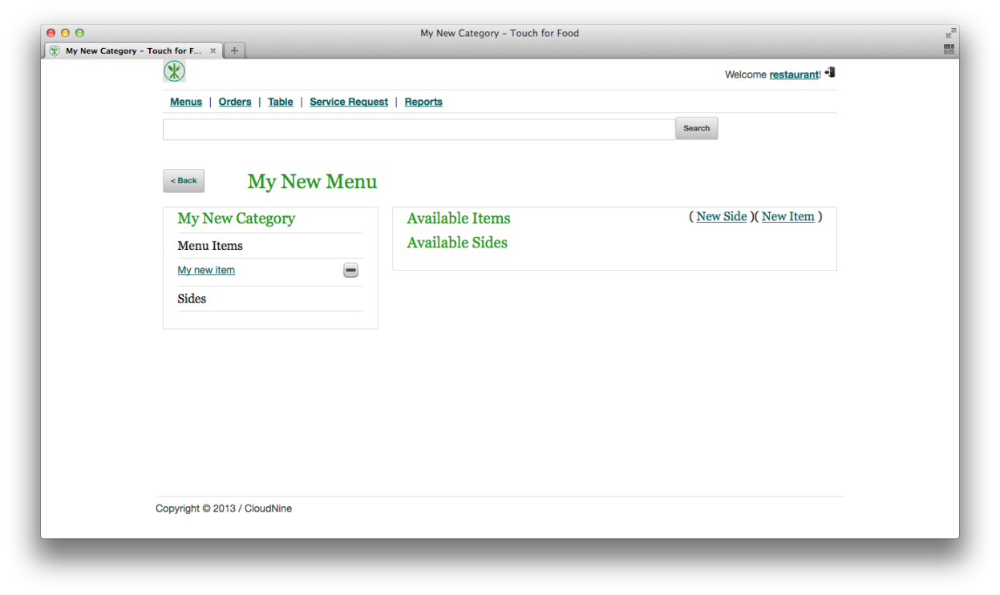 My New Category – Touch for Food
My New Category – Touch for F...
Welcome restaurant!
Menus | Orders | Table | Service Request | Reports
Search
< Back
My New Menu
My New Category
Menu Items
My new item
Sides
Available Items
( New Side )( New Item )
Available Sides
Copyright © 2013 / CloudNine